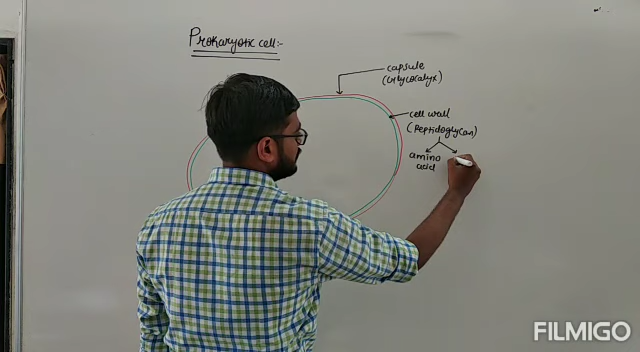 Prokaryotic cell:-
capsule
(Glycocalyx)
cell wall
(Peptidoglycan)
amino
acid
FILMIGO